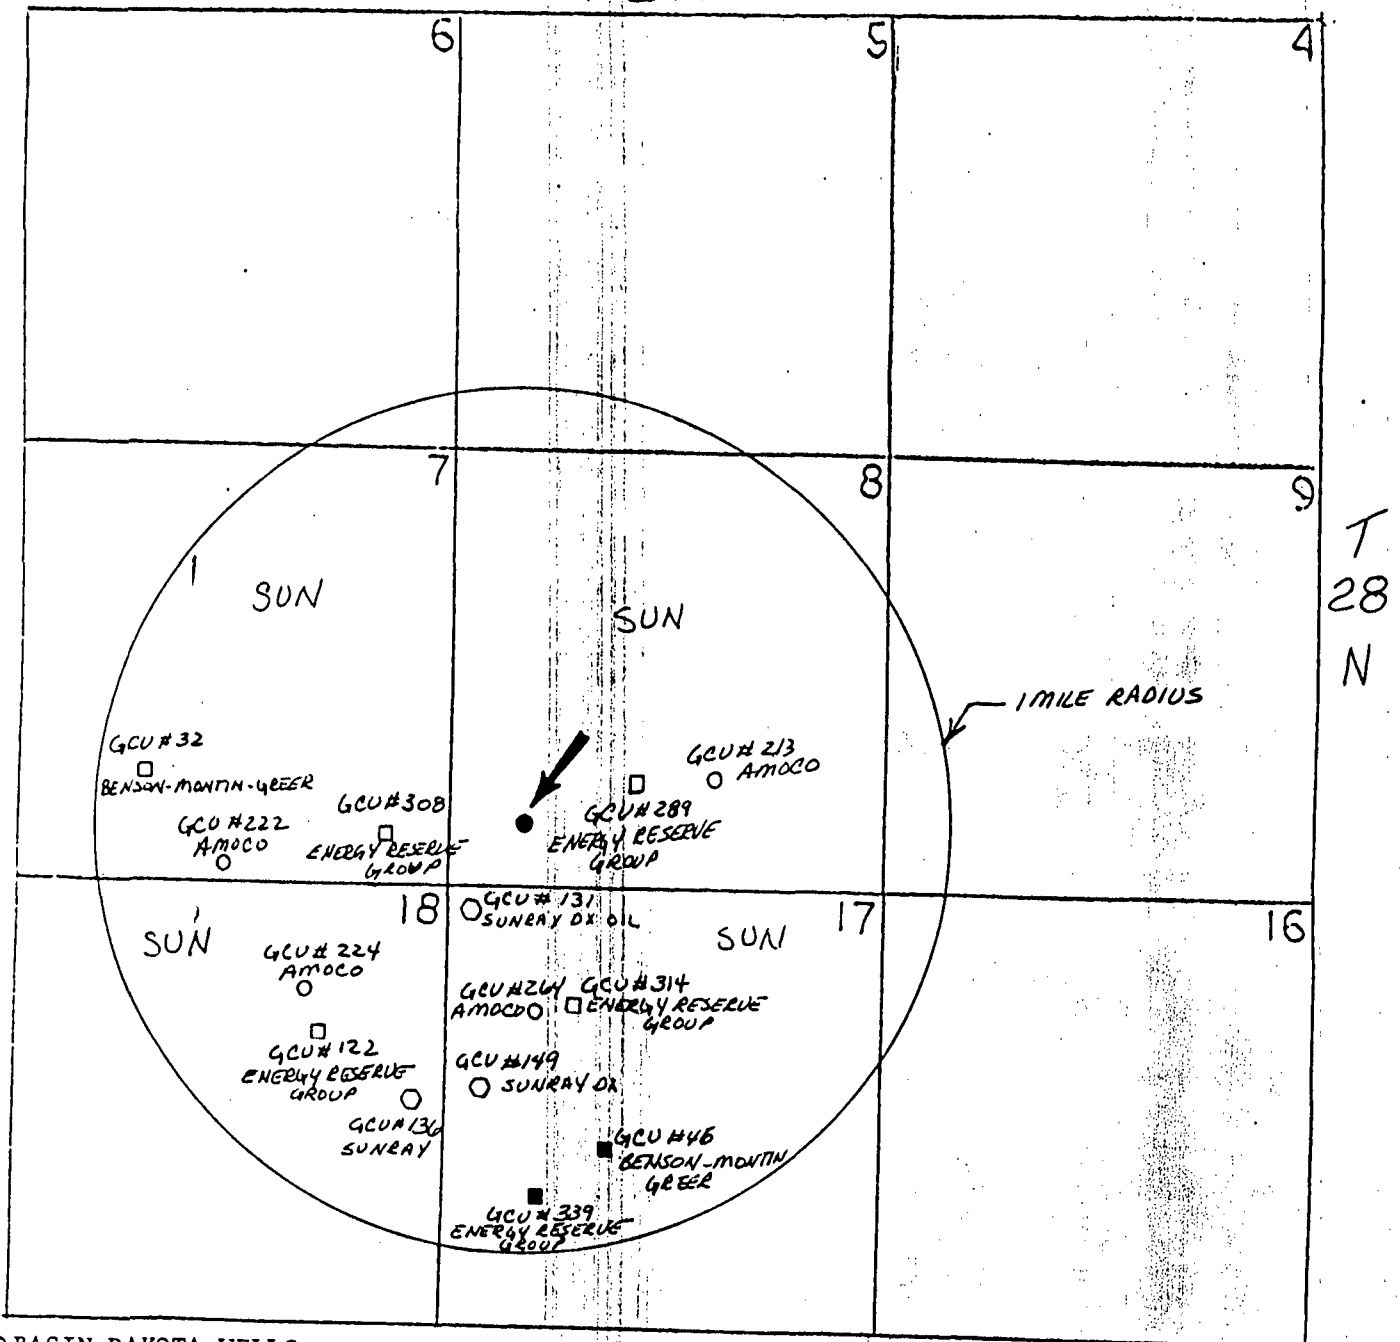 6
5
4
7
8
9
T
28
N
SUN
SUN
1 MILE RADIUS
GCU # 32
BENSON-MONTIN-GREER
GCU # 213
AMOCO
GCU # 308
ENERGY RESERVE
GROUP
GCU # 222
AMOCO
GCU # 289
ENERGY RESERVE
GROUP
18
17
16
GCU # 131
SUNRAY DX OIL
SUN
SUN
GCU # 224
AMOCO
GCU # 264
AMOCO
GCU # 314
ENERGY RESERVE
GROUP
GCU # 122
ENERGY RESERVE
GROUP
GCU # 149
SUNRAY DX
GCU # 136
SUNRAY
GCU #
BENSON-MONTIN
GREER
GCU # 339
ENERGY RESERVE
GROUP
BASIN DAKOTA WELLS